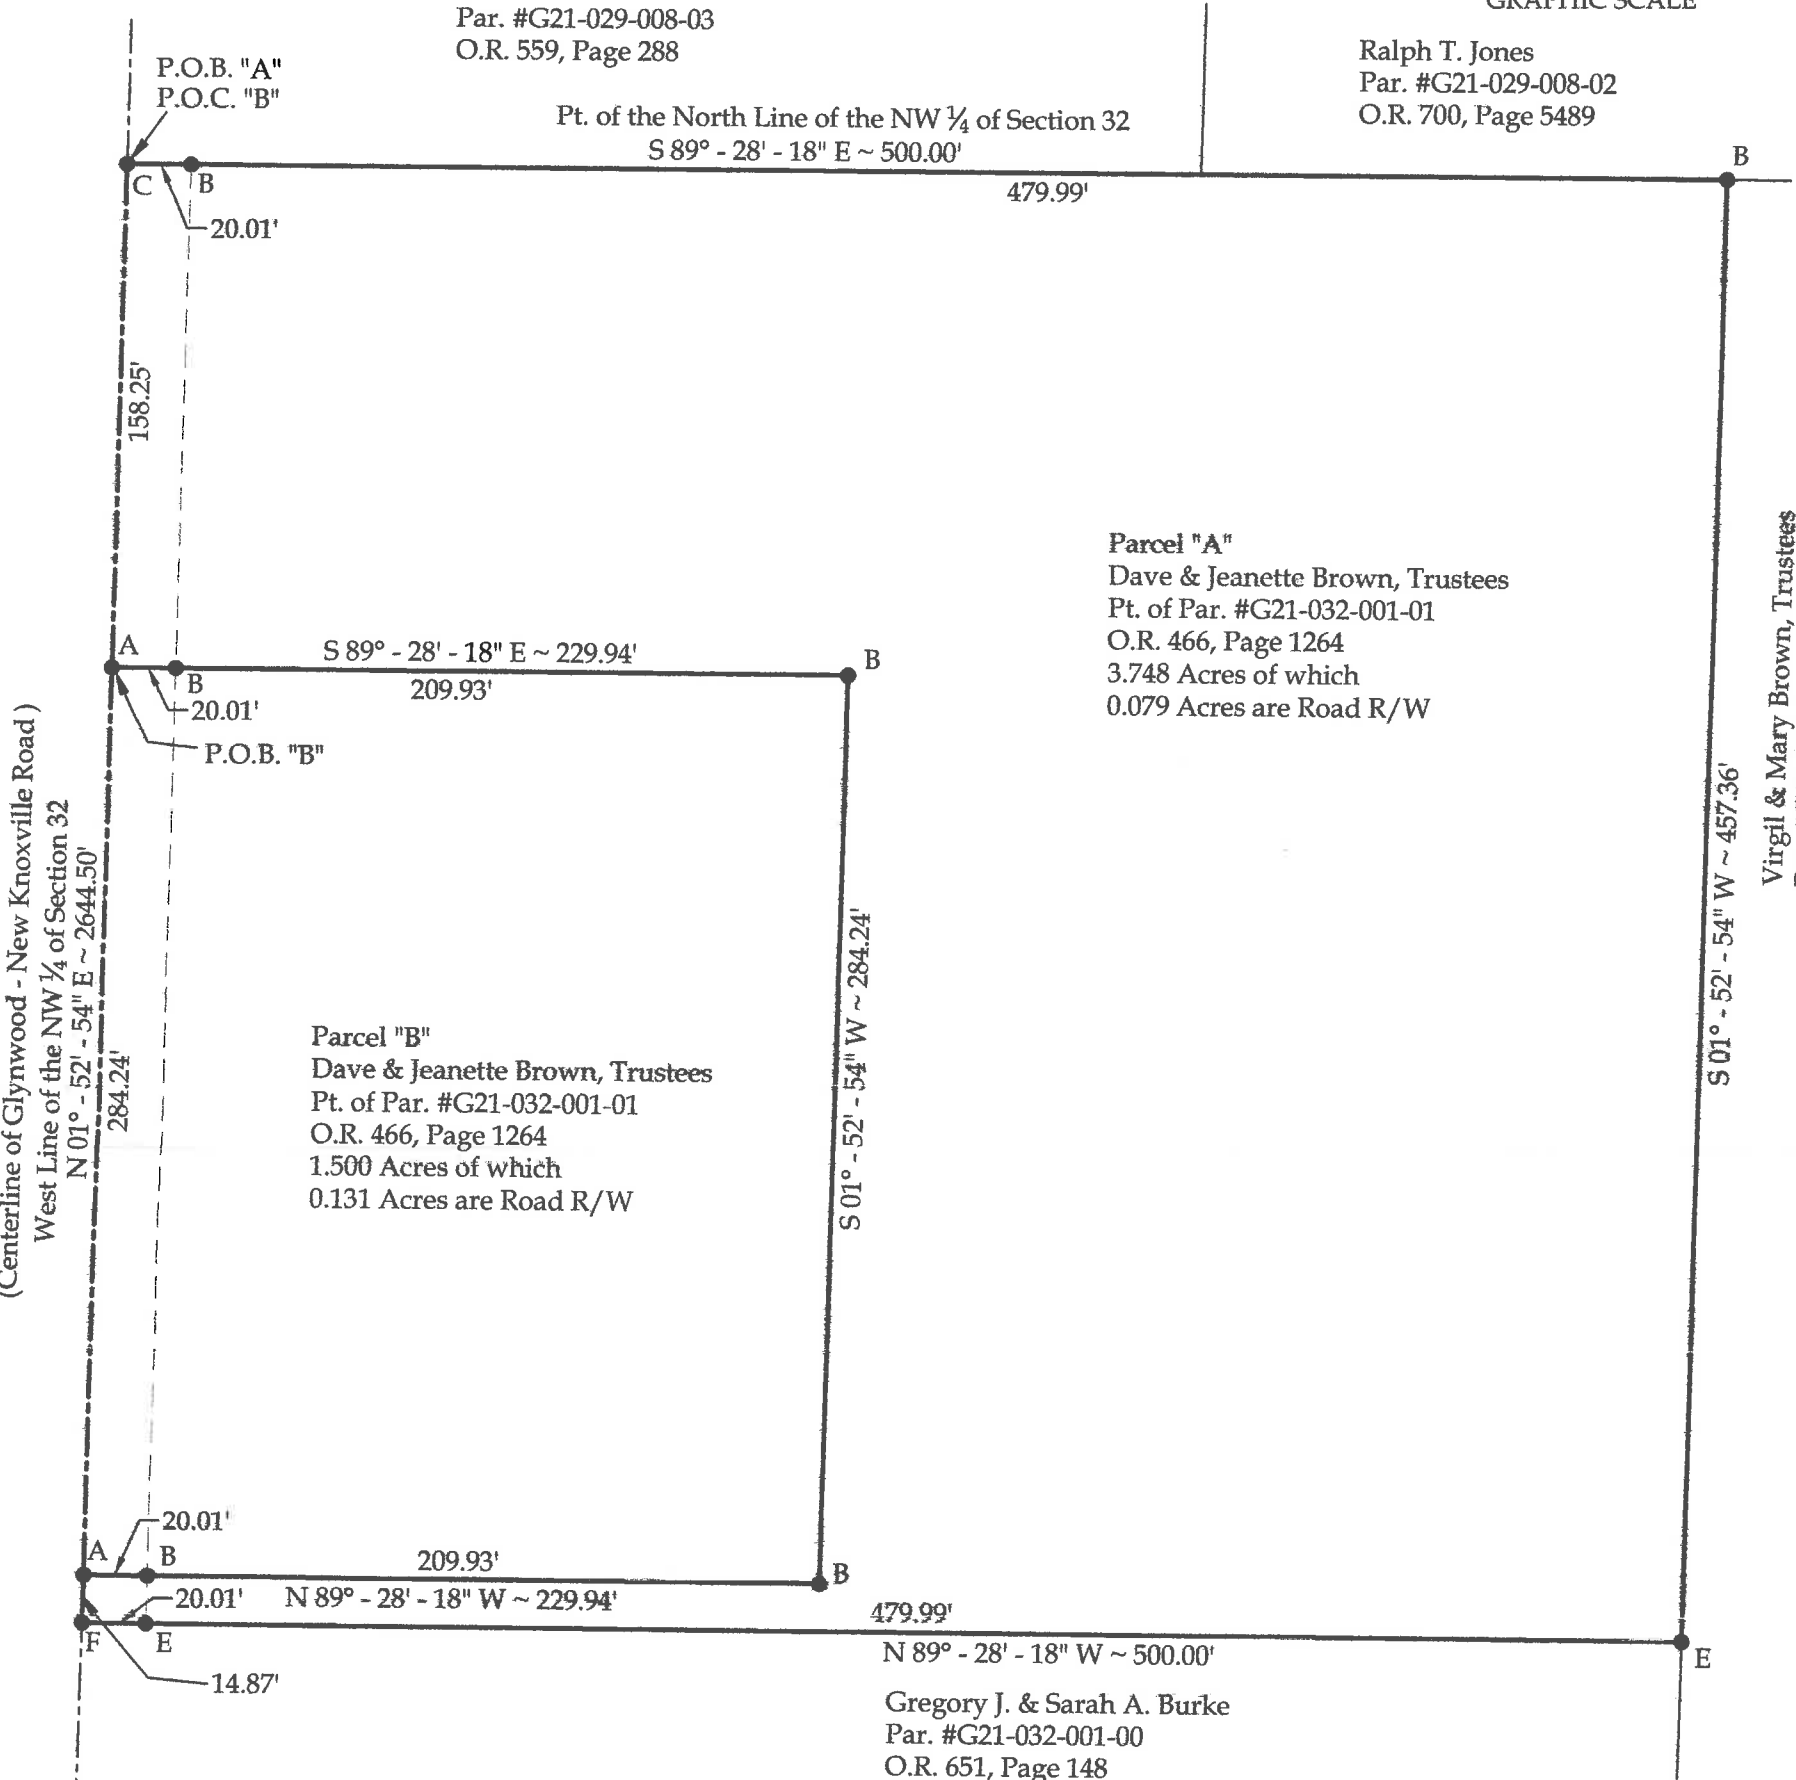 GRAPHIC SCALE
Par. #G21-029-008-03
O.R. 559, Page 288
Ralph T. Jones
Par. #G21-029-008-02
O.R. 700, Page 5489
P.O.B. "A"
P.O.C. "B"
Pt. of the North Line of the NW ¼ of Section 32
S 89° - 28' - 18" E ~ 500.00'
479.99'
B
C
B
20.01'
158.25'
A
S 89° - 28' - 18" E ~ 229.94'
209.93'
B
B
20.01'
P.O.B. "B"
Parcel "A"
Dave & Jeanette Brown, Trustees
Pt. of Par. #G21-032-001-01
O.R. 466, Page 1264
3.748 Acres of which
0.079 Acres are Road R/W
Virgil & Mary Brown, Trustees
S 01° - 52' - 54" W ~ 457.36'
(Centerline of Glynwood - New Knoxville Road )
West Line of the NW ¼ of Section 32
N 01° - 52' - 54" E ~ 2644.50'
284.24'
Parcel "B"
Dave & Jeanette Brown, Trustees
Pt. of Par. #G21-032-001-01
O.R. 466, Page 1264
1.500 Acres of which
0.131 Acres are Road R/W
S 01° - 52' - 54" W ~ 284.24'
20.01'
A
B
209.93'
B
20.01'
N 89° - 28' - 18" W ~ 229.94'
479.99'
F
E
N 89° - 28' - 18" W ~ 500.00'
E
14.87'
Gregory J. & Sarah A. Burke
Par. #G21-032-001-00
O.R. 651, Page 148